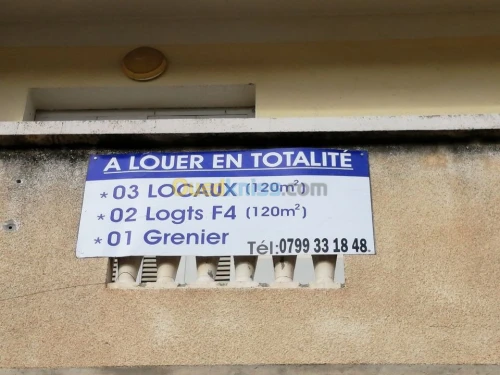 A LOUER EN TOTALITÉ
* 03 LOCAUX (120m²)
* 02 Logts F4 (120m²)
* 01 Grenier
Tél:0799 33 18 48